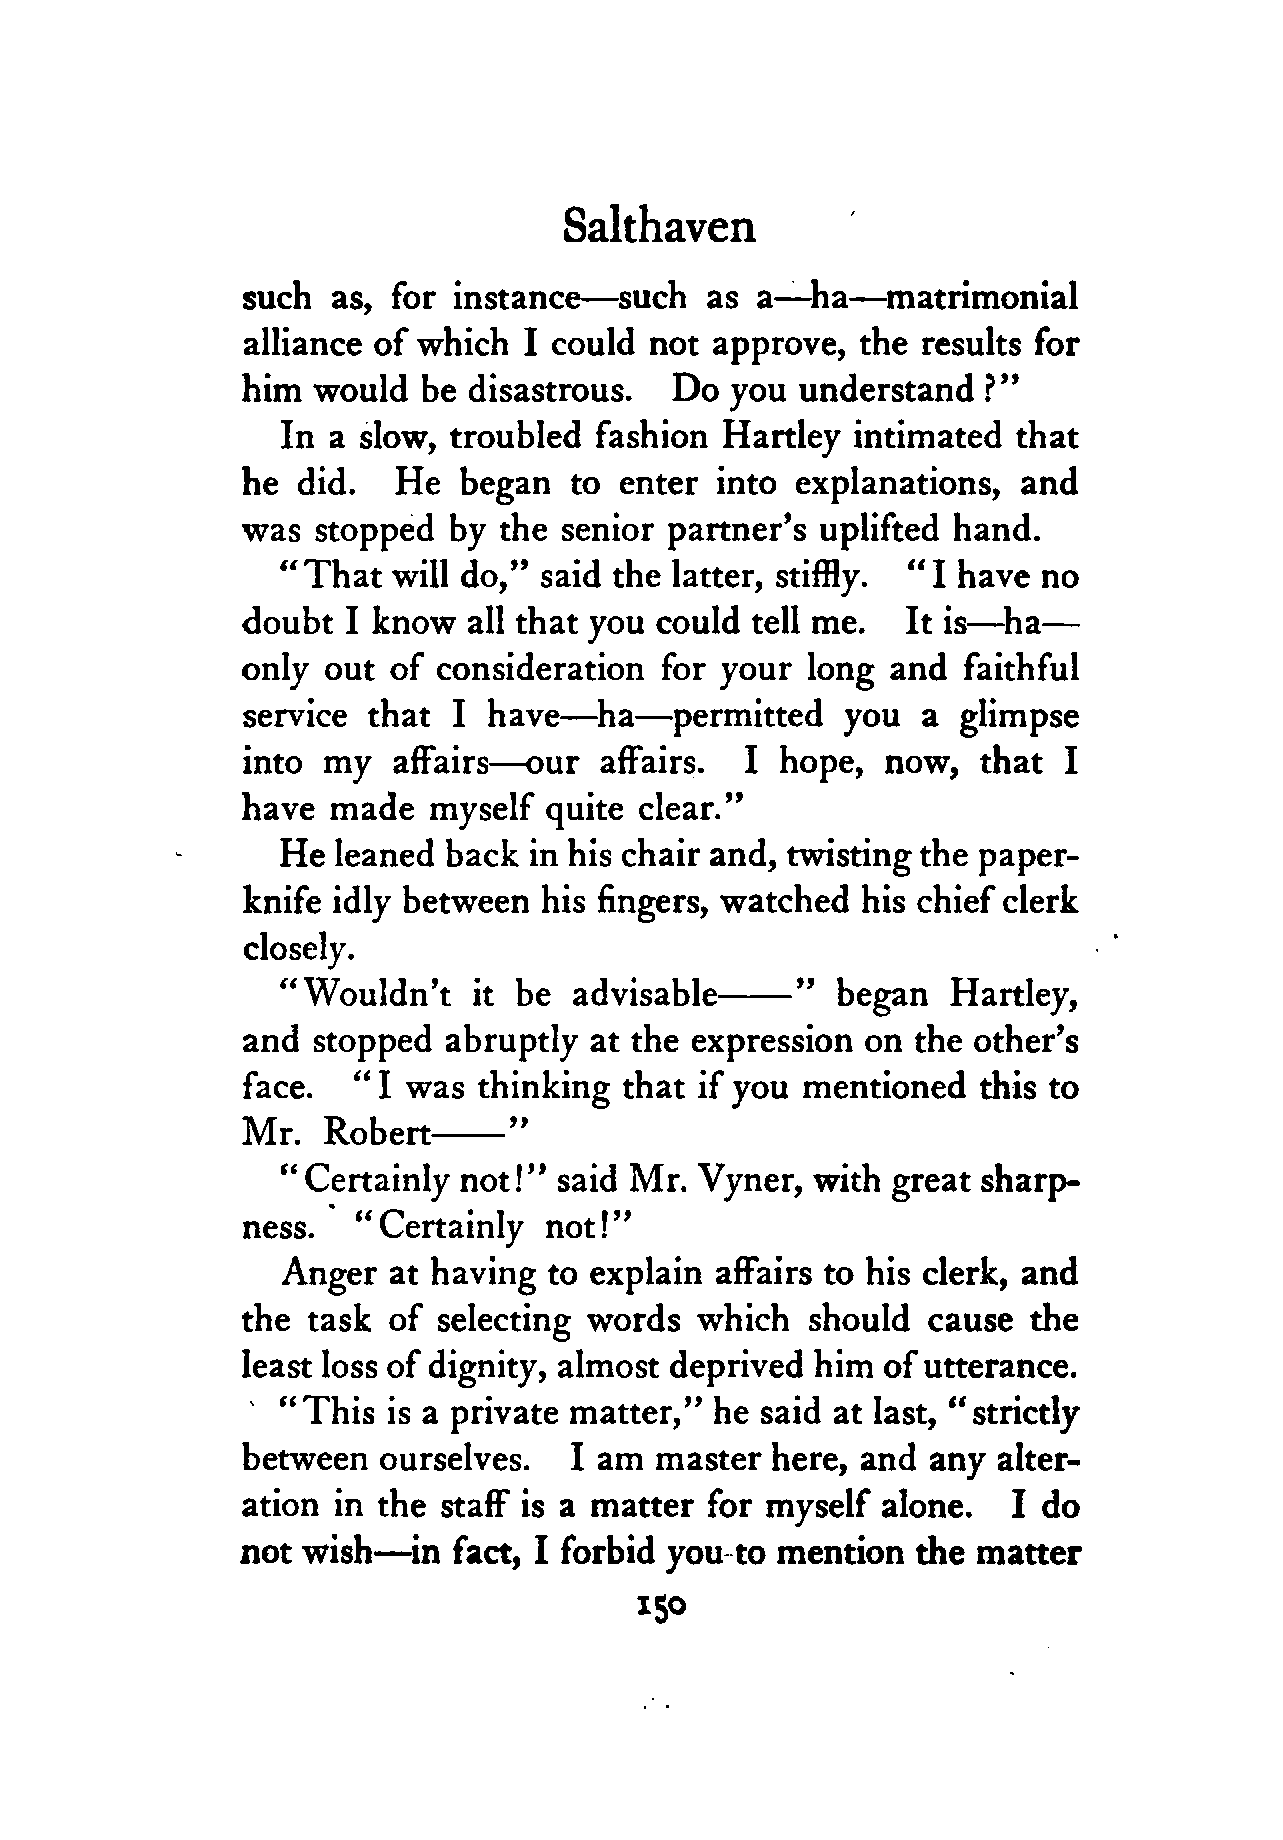 Salthaven
such as, for instance—such as a—ha—matrimonial
alliance of which I could not approve, the results for
him would be disastrous. Do you understand?"
In a slow, troubled fashion Hartley intimated that
he did. He began to enter into explanations, and
was stopped by the senior partner's uplifted hand.
"That will do," said the latter, stiffly. "I have no
doubt I know all that you could tell me. It is—ha—
only out of consideration for your long and faithful
service that I have—ha—permitted you a glimpse
into my affairs—our affairs. I hope, now, that I
have made myself quite clear."
He leaned back in his chair and, twisting the paper-
knife idly between his fingers, watched his chief clerk
closely.
"Wouldn't it be advisable——" began Hartley,
and stopped abruptly at the expression on the other's
face. "I was thinking that if you mentioned this to
Mr. Robert——"
"Certainly not!" said Mr. Vyner, with great sharp-
ness. "Certainly not!"
Anger at having to explain affairs to his clerk, and
the task of selecting words which should cause the
least loss of dignity, almost deprived him of utterance.
"This is a private matter," he said at last, "strictly
between ourselves. I am master here, and any alter-
ation in the staff is a matter for myself alone. I do
not wish—in fact, I forbid you to mention the matter
150